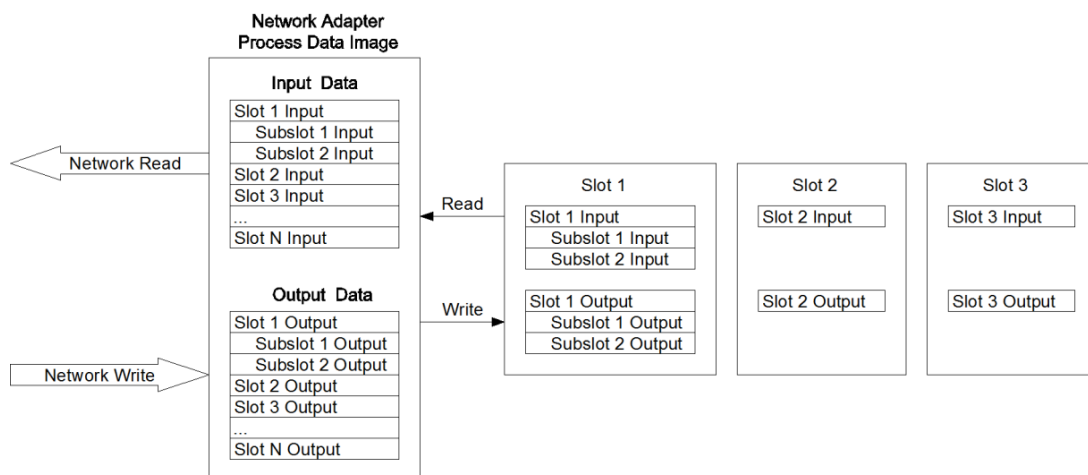 Network Adapter
Process Data Image
Input Data
Slot 1 Input
Subslot 1 Input
Subslot 2 Input
Slot 2 Input
Slot 3 Input
...
Slot N Input
Network Read
Output Data
Slot 1 Output
Subslot 1 Output
Subslot 2 Output
Slot 2 Output
Slot 3 Output
...
Slot N Output
Network Write
Read
Write
Slot 1
Slot 1 Input
Subslot 1 Input
Subslot 2 Input
Slot 1 Output
Subslot 1 Output
Subslot 2 Output
Slot 2
Slot 2 Input
Slot 2 Output
Slot 3
Slot 3 Input
Slot 3 Output